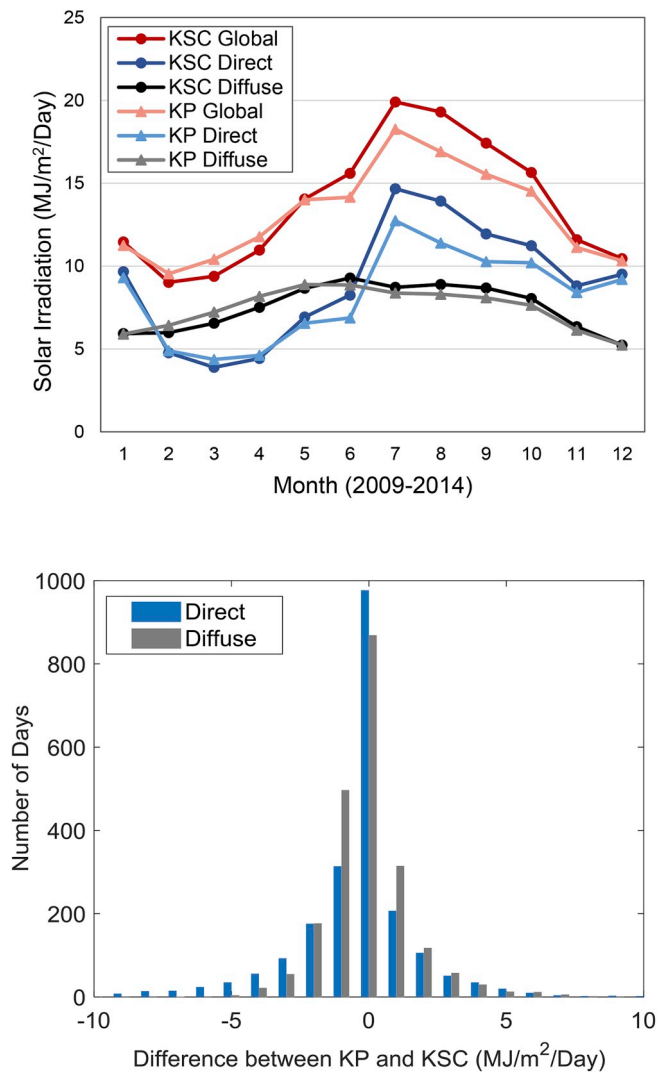 25
20
15
10
5
0
Solar Irradiation (MJ/m²/Day)
KSC Global
KSC Direct
KSC Diffuse
KP Global
KP Direct
KP Diffuse
1 2 3 4 5 6 7 8 9 10 11 12
Month (2009-2014)
1000
800
600
400
200
0
Number of Days
Direct
Diffuse
-10 -5 0 5 10
Difference between KP and KSC (MJ/m²/Day)